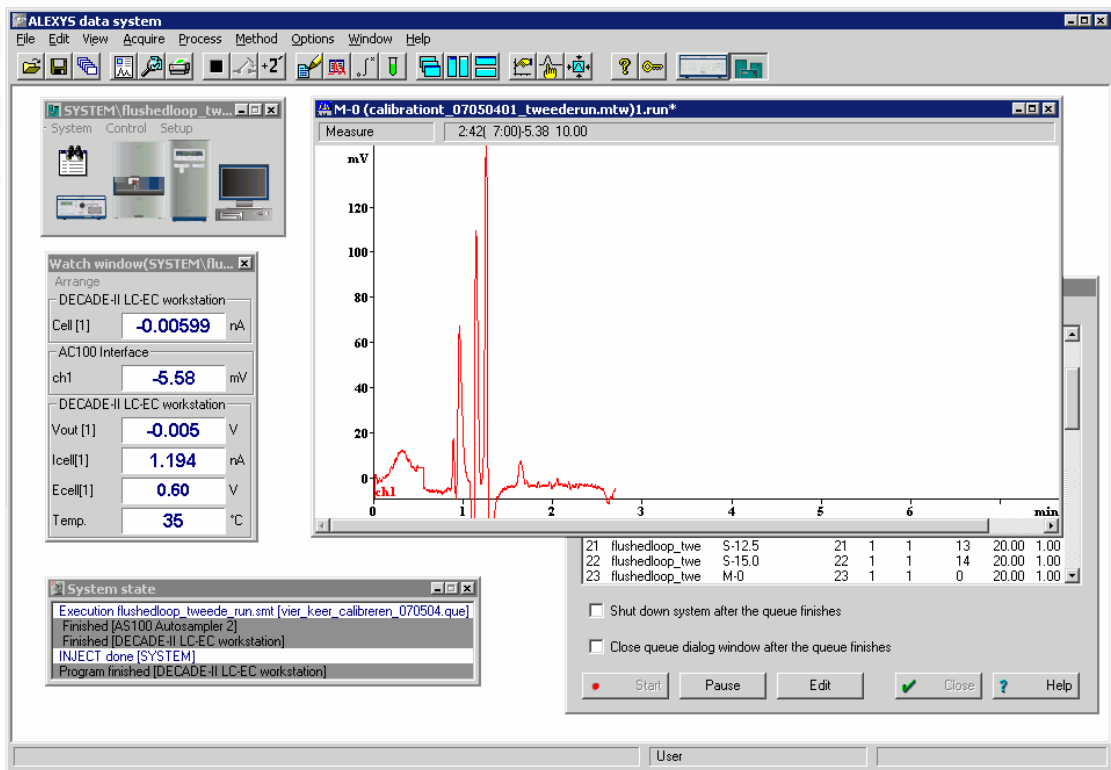 ALEXYS data system
File Edit View Acquire Process Method Options Window Help
+2´
SYSTEM\flushedloop_tw...
System Control Setup
M-0 (calibrationt_07050401_tweederun.mtw)1.run*
Measure 2:42( 7:00)-5.38 10.00
mV
120
100
80
60
40
20
0
ch1
0 1 2 3 4 5 6 min
Watch window(SYSTEM\flu...
Arrange
DECADE-II LC-EC workstation
Cell [1] -0.00599 nA
AC100 Interface
ch1 -5.58 mV
DECADE-II LC-EC workstation
Vout [1] -0.005 V
Icell[1] 1.194 nA
Ecell[1] 0.60 V
Temp. 35 °C
21 flushedloop_twe S-12.5 21 1 1 13 20.00 1.00
22 flushedloop_twe S-15.0 22 1 1 14 20.00 1.00
23 flushedloop_twe M-0 23 1 1 0 20.00 1.00
Shut down system after the queue finishes
Close queue dialog window after the queue finishes
Start Pause Edit Close ? Help
System state
Execution flushedloop_tweede_run.smt [vier_keer_calibreren_070504.que]
Finished [AS100 Autosampler 2]
Finished [DECADE-II LC-EC workstation]
INJECT done [SYSTEM]
Program finished [DECADE-II LC-EC workstation]
User